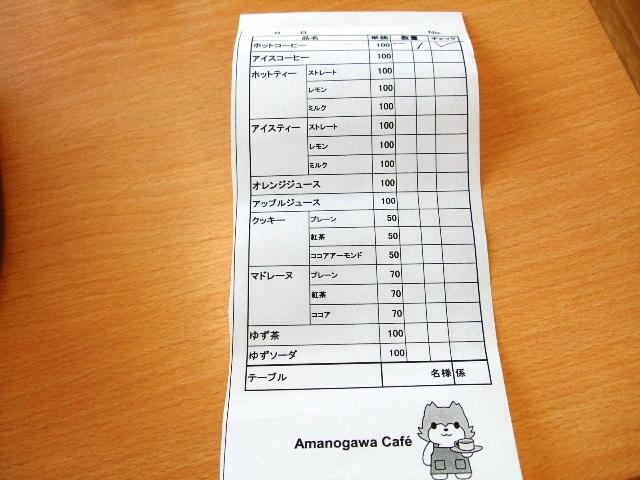 月 日 No.
品名 単価 数量 チェック
ホットコーヒー 100 一 /
アイスコーヒー 100
ホットティー ストレート 100
レモン 100
ミルク 100
アイスティー ストレート 100
レモン 100
ミルク 100
オレンジジュース 100
アップルジュース 100
クッキー プレーン 50
紅茶 50
ココアアーモンド 50
マドレーヌ プレーン 70
紅茶 70
ココア 70
ゆず茶 100
ゆずソーダ 100
テーブル 名様 係
Amanogawa Café